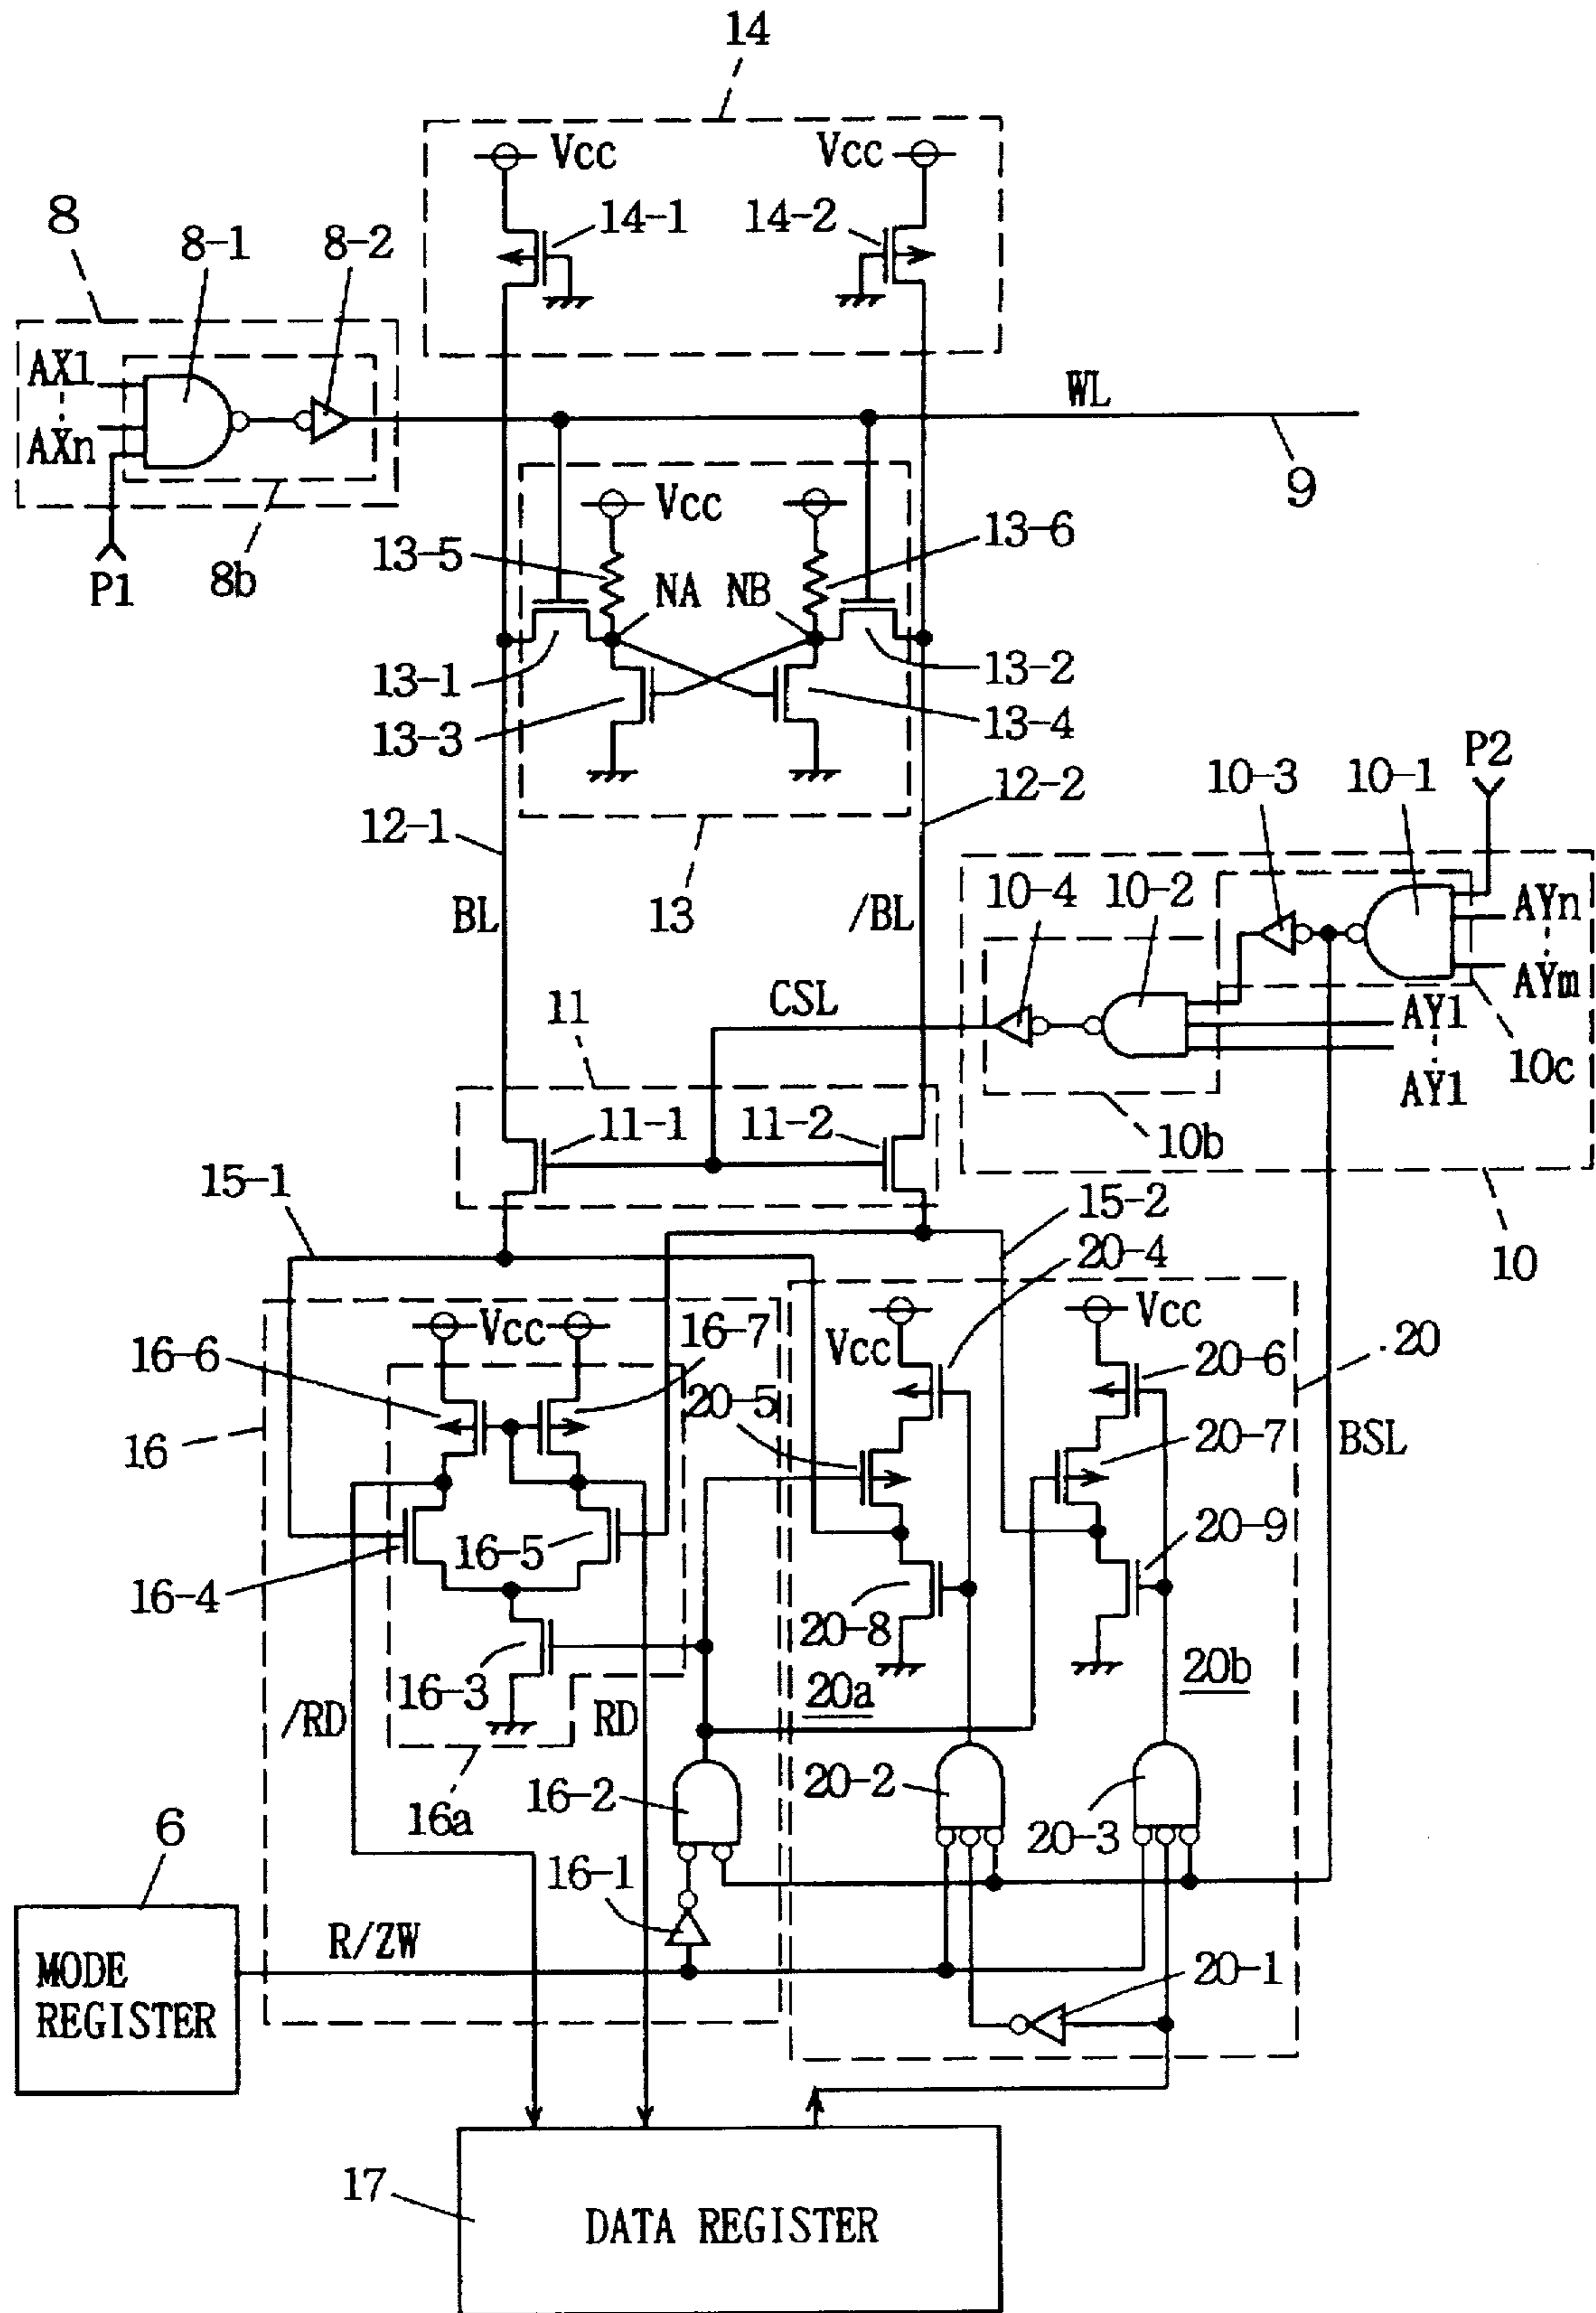 14
Vcc Vcc
8
8-1 8-2
14-1 14-2
AX1
AXn
WL
9
P1
8b
Vcc
13-5 13-6
NA NB
13-1 13-2
13-3 13-4
12-1 12-2
P2
10-3 10-1
BL 13 /BL
10-4 10-2
AYn
AYm
CSL
AY1
AY1
10c
11
11-1 11-2
10b
15-1 15-2
10
20-4
Vcc Vcc Vcc
16-6 16-7
20-6
20
20-5
16
20-7
BSL
16-5
20-9
16-4
20-8
16-3
20a 20b
/RD RD
16a
16-2 20-2
20-3
6
16-1
R/ZW
20-1
MODE
REGISTER
17
DATA REGISTER